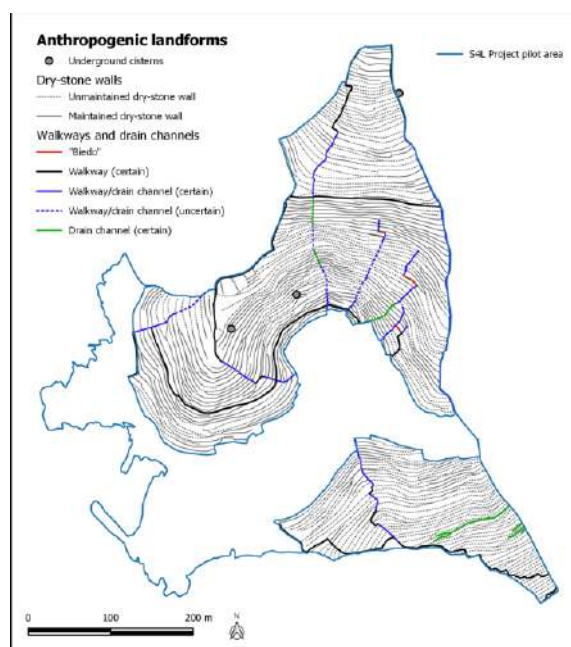 Anthropogenic landforms
Underground cisterns
Dry-stone walls
Unmaintained dry-stone wall
Maintained dry-stone wall
Walkways and drain channels
"Biedo"
Walkway (certain)
Walkway/drain channel (certain)
Walkway/drain channel (uncertain)
Drain channel (certain)
S4L Project pilot area
0 100 200 m
N